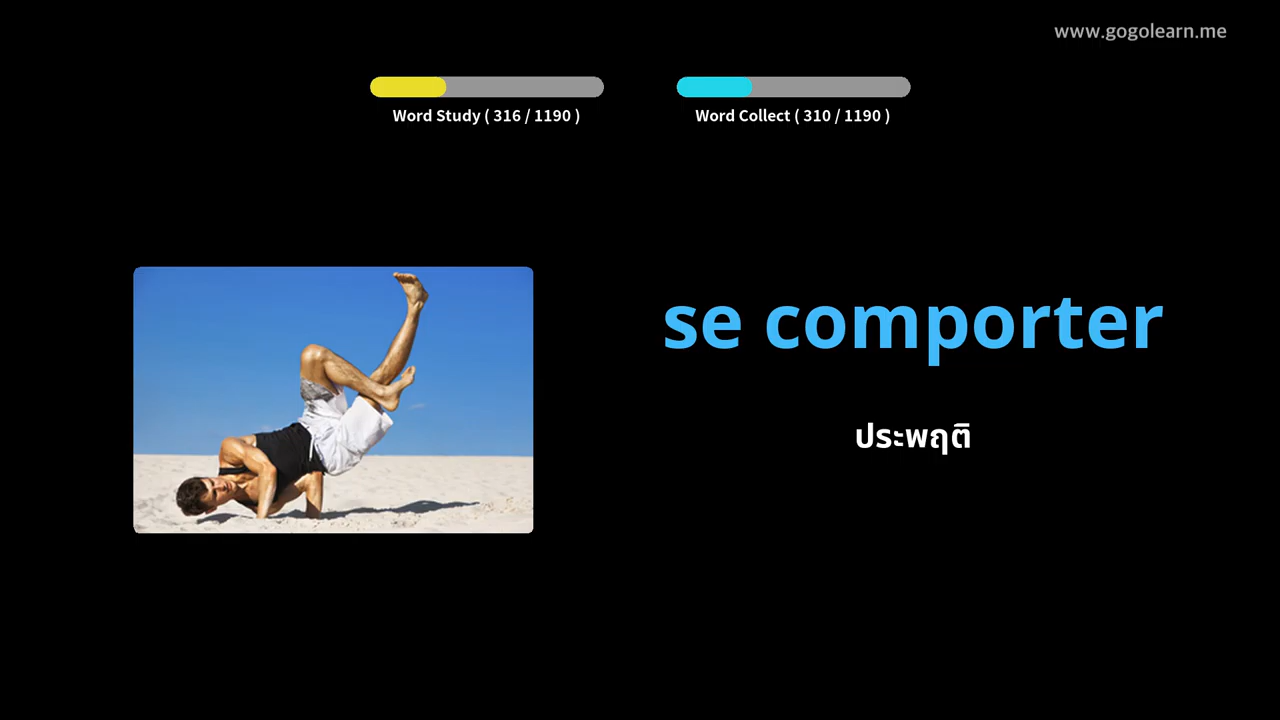 www.gogolearn.me
Word Study ( 316 / 1190 )
Word Collect ( 310 / 1190 )
se comporter
ประพฤติ